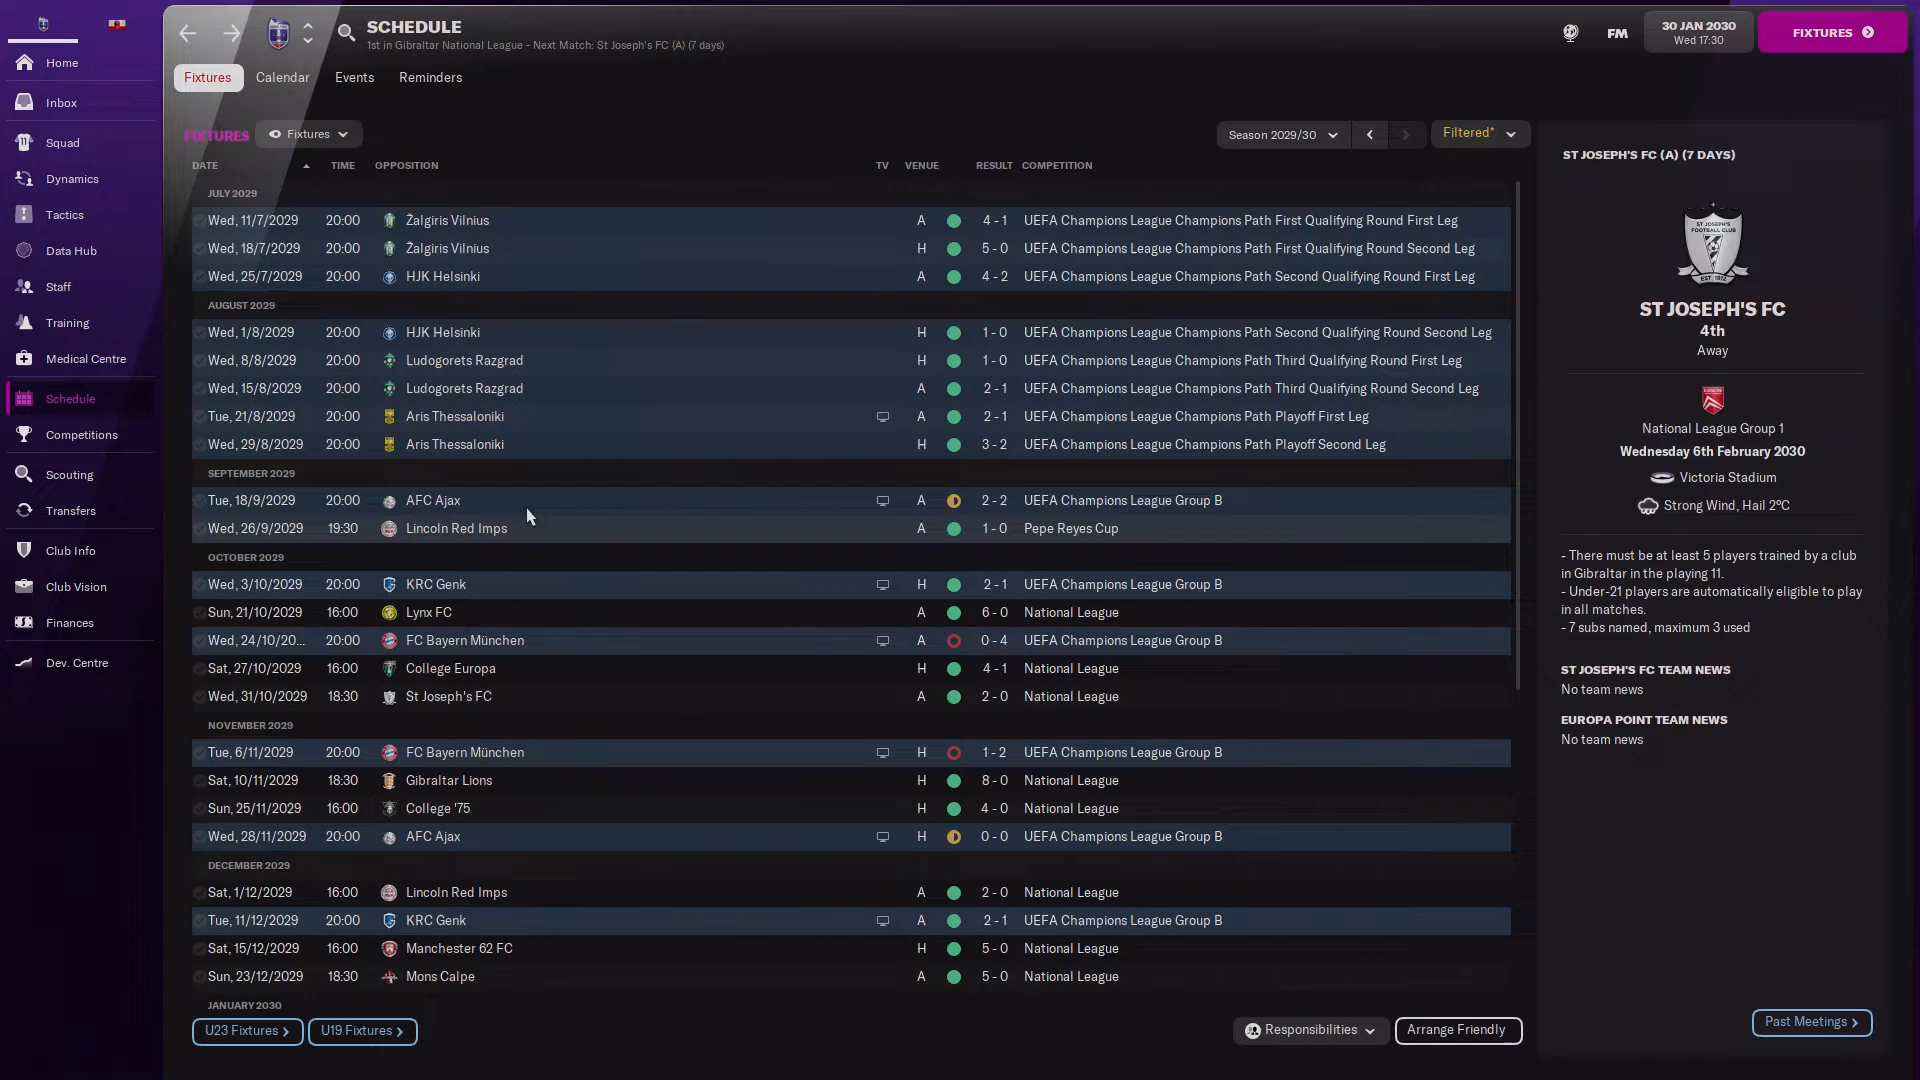 SCHEDULE
1st in Gibraltar National League - Next Match: St Joseph's FC (A) (7 days)
FM
30 JAN 2030
Wed 17:30
FIXTURES
Home
Inbox
Squad
Dynamics
Tactics
Data Hub
Staff
Training
Medical Centre
Schedule
Competitions
Scouting
Transfers
Club Info
Club Vision
Finances
Dev. Centre
Fixtures Calendar Events Reminders
FIXTURES Fixtures Season 2029/30 Filtered*
DATE TIME OPPOSITION TV VENUE RESULT COMPETITION
JULY 2029
Wed, 11/7/2029 20:00 Žalgiris Vilnius A 4 - 1 UEFA Champions League Champions Path First Qualifying Round First Leg
Wed, 18/7/2029 20:00 Žalgiris Vilnius H 5 - 0 UEFA Champions League Champions Path First Qualifying Round Second Leg
Wed, 25/7/2029 20:00 HJK Helsinki A 4 - 2 UEFA Champions League Champions Path Second Qualifying Round First Leg
AUGUST 2029
Wed, 1/8/2029 20:00 HJK Helsinki H 1 - 0 UEFA Champions League Champions Path Second Qualifying Round Second Leg
Wed, 8/8/2029 20:00 Ludogorets Razgrad H 1 - 0 UEFA Champions League Champions Path Third Qualifying Round First Leg
Wed, 15/8/2029 20:00 Ludogorets Razgrad A 2 - 1 UEFA Champions League Champions Path Third Qualifying Round Second Leg
Tue, 21/8/2029 20:00 Aris Thessaloniki A 2 - 1 UEFA Champions League Champions Path Playoff First Leg
Wed, 29/8/2029 20:00 Aris Thessaloniki H 3 - 2 UEFA Champions League Champions Path Playoff Second Leg
SEPTEMBER 2029
Tue, 18/9/2029 20:00 AFC Ajax A 2 - 2 UEFA Champions League Group B
Wed, 26/9/2029 19:30 Lincoln Red Imps A 1 - 0 Pepe Reyes Cup
OCTOBER 2029
Wed, 3/10/2029 20:00 KRC Genk H 2 - 1 UEFA Champions League Group B
Sun, 21/10/2029 16:00 Lynx FC A 6 - 0 National League
Wed, 24/10/20... 20:00 FC Bayern München A 0 - 4 UEFA Champions League Group B
Sat, 27/10/2029 16:00 College Europa H 4 - 1 National League
Wed, 31/10/2029 18:30 St Joseph's FC A 2 - 0 National League
NOVEMBER 2029
Tue, 6/11/2029 20:00 FC Bayern München H 1 - 2 UEFA Champions League Group B
Sat, 10/11/2029 18:30 Gibraltar Lions H 8 - 0 National League
Sun, 25/11/2029 16:00 College '75 H 4 - 0 National League
Wed, 28/11/2029 20:00 AFC Ajax H 0 - 0 UEFA Champions League Group B
DECEMBER 2029
Sat, 1/12/2029 16:00 Lincoln Red Imps A 2 - 0 National League
Tue, 11/12/2029 20:00 KRC Genk A 2 - 1 UEFA Champions League Group B
Sat, 15/12/2029 16:00 Manchester 62 FC H 5 - 0 National League
Sun, 23/12/2029 18:30 Mons Calpe A 5 - 0 National League
JANUARY 2030
U23 Fixtures U19 Fixtures Responsibilities Arrange Friendly
ST JOSEPH'S FC (A) (7 DAYS)
ST JOSEPH'S
FOOTBALL CLUB
EST 1912
ST JOSEPH'S FC
4th
Away
National League Group 1
Wednesday 6th February 2030
Victoria Stadium
Strong Wind, Hail 2ºC
- There must be at least 5 players trained by a club
in Gibraltar in the playing 11.
- Under-21 players are automatically eligible to play
in all matches.
- 7 subs named, maximum 3 used
ST JOSEPH'S FC TEAM NEWS
No team news
EUROPA POINT TEAM NEWS
No team news
Past Meetings